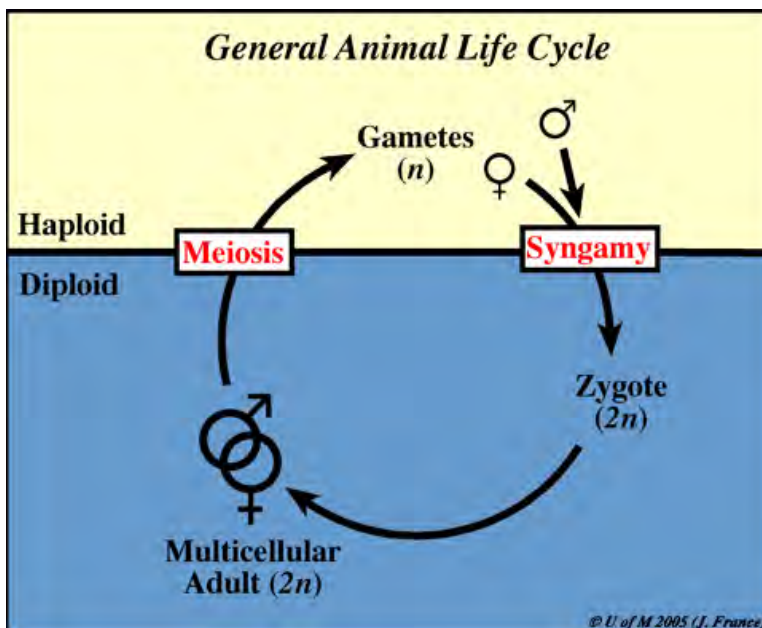 General Animal Life Cycle
Gametes
(n)
Haploid
Meiosis
Syngamy
Diploid
Zygote
(2n)
Multicellular
Adult (2n)
© U of M 2005 (J. France)